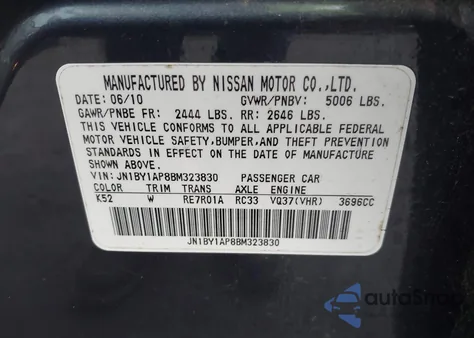 MANUFACTURED BY NISSAN MOTOR CO.,LTD.
DATE: 06/10 GVWR/PNBV: 5006 LBS.
GAWR/PNBE FR: 2444 LBS. RR: 2646 LBS.
THIS VEHICLE CONFORMS TO ALL APPLICABLE FEDERAL
MOTOR VEHICLE SAFETY,BUMPER,AND THEFT PREVENTION
STANDARDS IN EFFECT ON THE DATE OF MANUFACTURE
SHOWN ABOVE.
VIN: JN1BY1AP8BM323830 PASSENGER CAR
COLOR TRIM TRANS AXLE ENGINE
K52 W RE7R01A RC33 VQ37(VHR) 3696CC
JN1BY1AP8BM323830